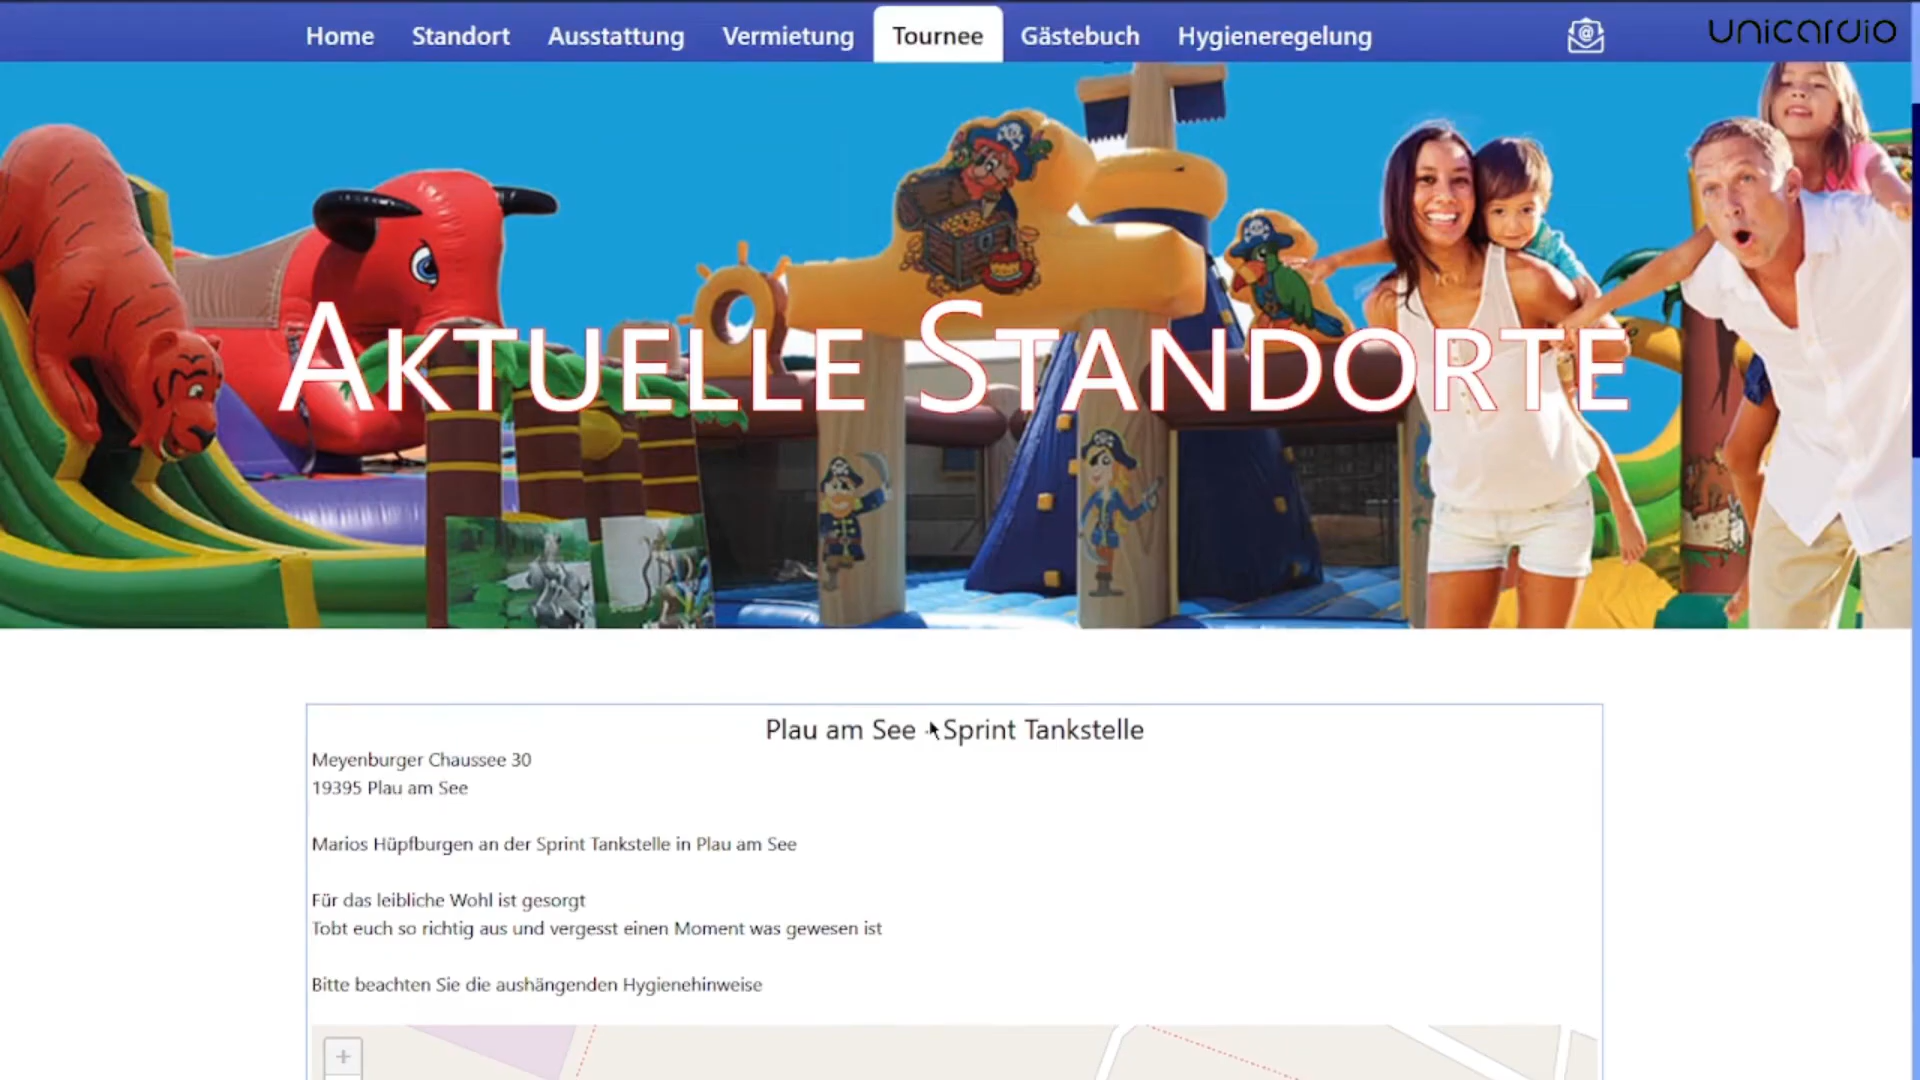 Home Standort Ausstattung Vermietung Tournee Gästebuch Hygieneregelung
unicardio
AKTUELLE STANDORTE
Plau am See - Sprint Tankstelle
Meyenburger Chaussee 30
19395 Plau am See
Marios Hüpfburgen an der Sprint Tankstelle in Plau am See
Für das leibliche Wohl ist gesorgt
Tobt euch so richtig aus und vergesst einen Moment was gewesen ist
Bitte beachten Sie die aushängenden Hygienehinweise
+